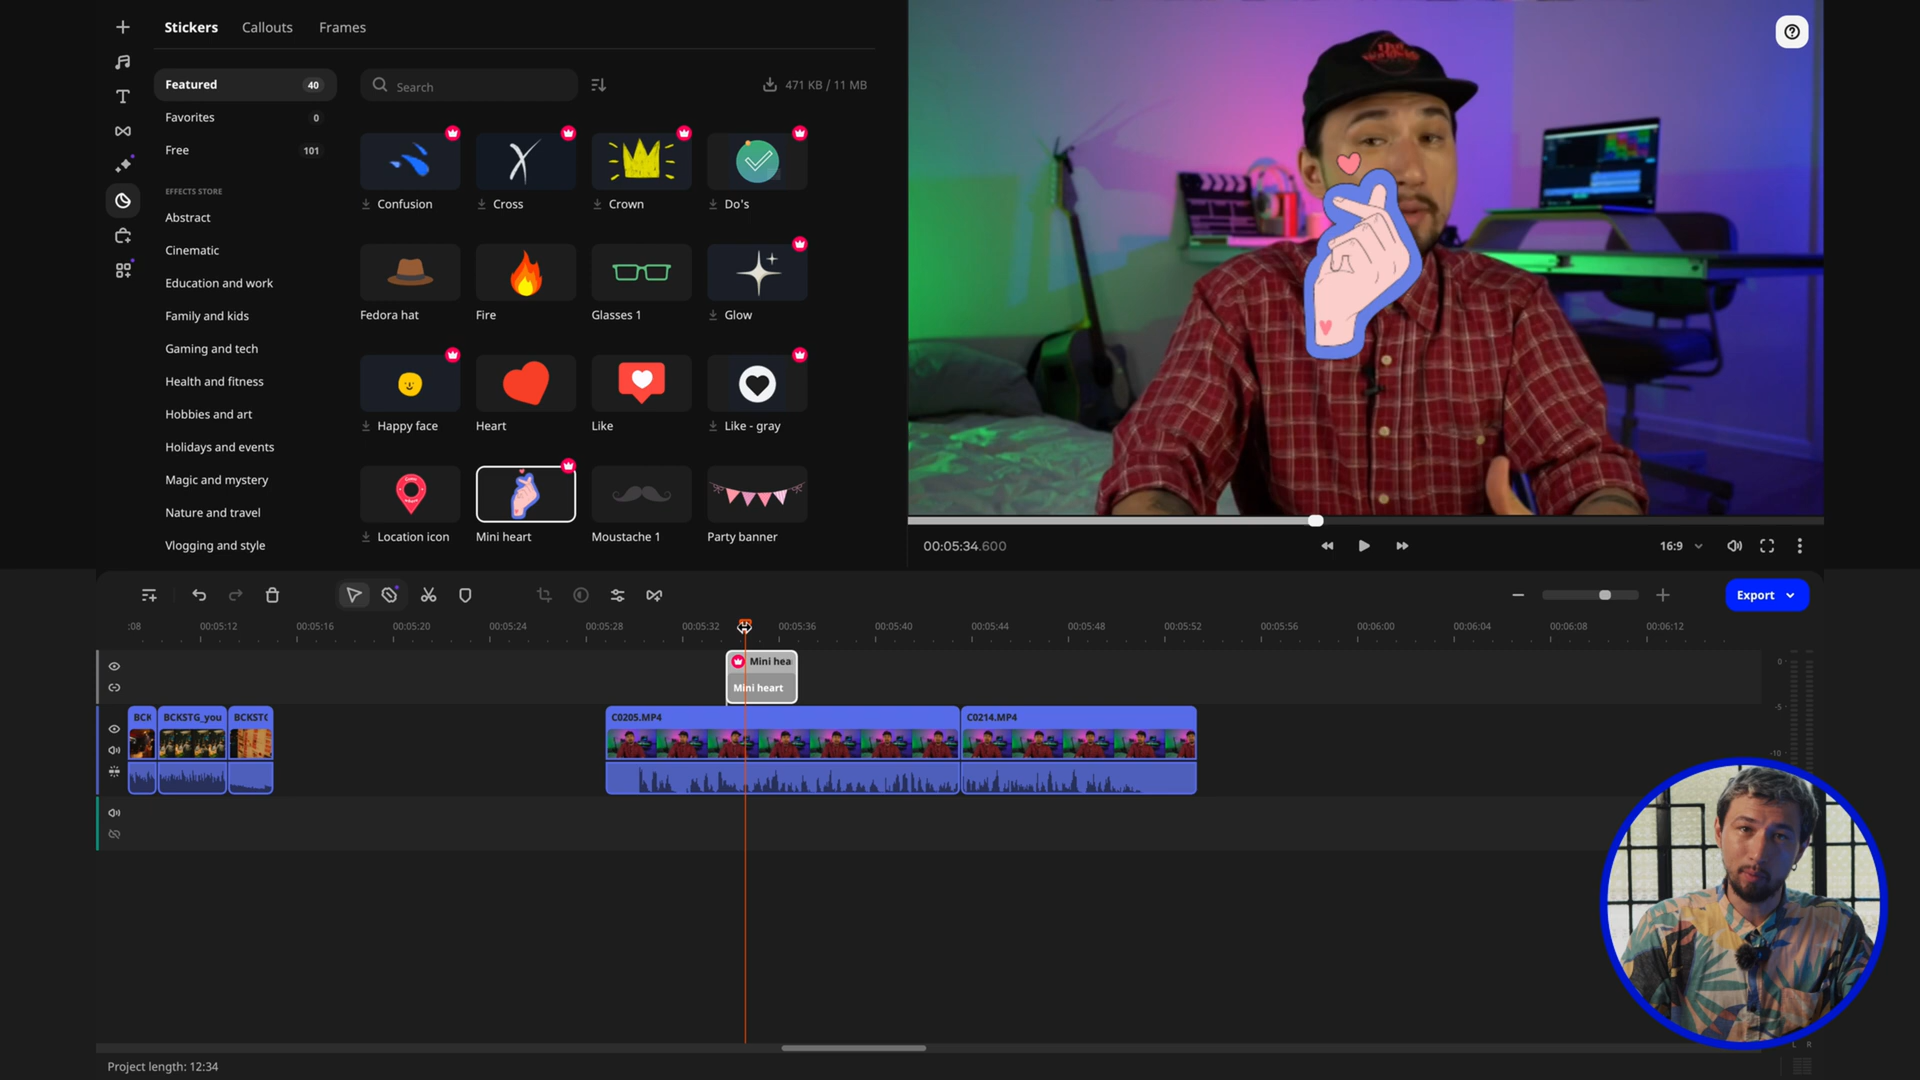 Stickers Callouts Frames
Featured 40
Favorites 0
Free 101
EFFECTS STORE
Abstract
Cinematic
Education and work
Family and kids
Gaming and tech
Health and fitness
Hobbies and art
Holidays and events
Magic and mystery
Nature and travel
Vlogging and style
Search
471 KB / 11 MB
Confusion Cross Crown Do's
Fedora hat Fire Glasses 1 Glow
Happy face Heart Like Like - gray
Location icon Mini heart Moustache 1 Party banner
00:05:34.600
16:9
Export
:08 00:05:12 00:05:16 00:05:20 00:05:24 00:05:28 00:05:32 00:05:36 00:05:40 00:05:44 00:05:48 00:05:52 00:05:56 00:06:00 00:06:04 00:06:08 00:06:12
Mini hea
Mini heart
BCK BCKSTG_you BCKSTG C0205.MP4 C0214.MP4
0
-5
-10
L R
Project length: 12:34